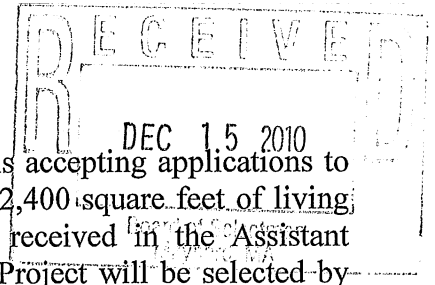 RECEIVED
DEC 15 2010
s accepting applications to
2,400 square feet of living
received in the Assistant
Project will be selected by